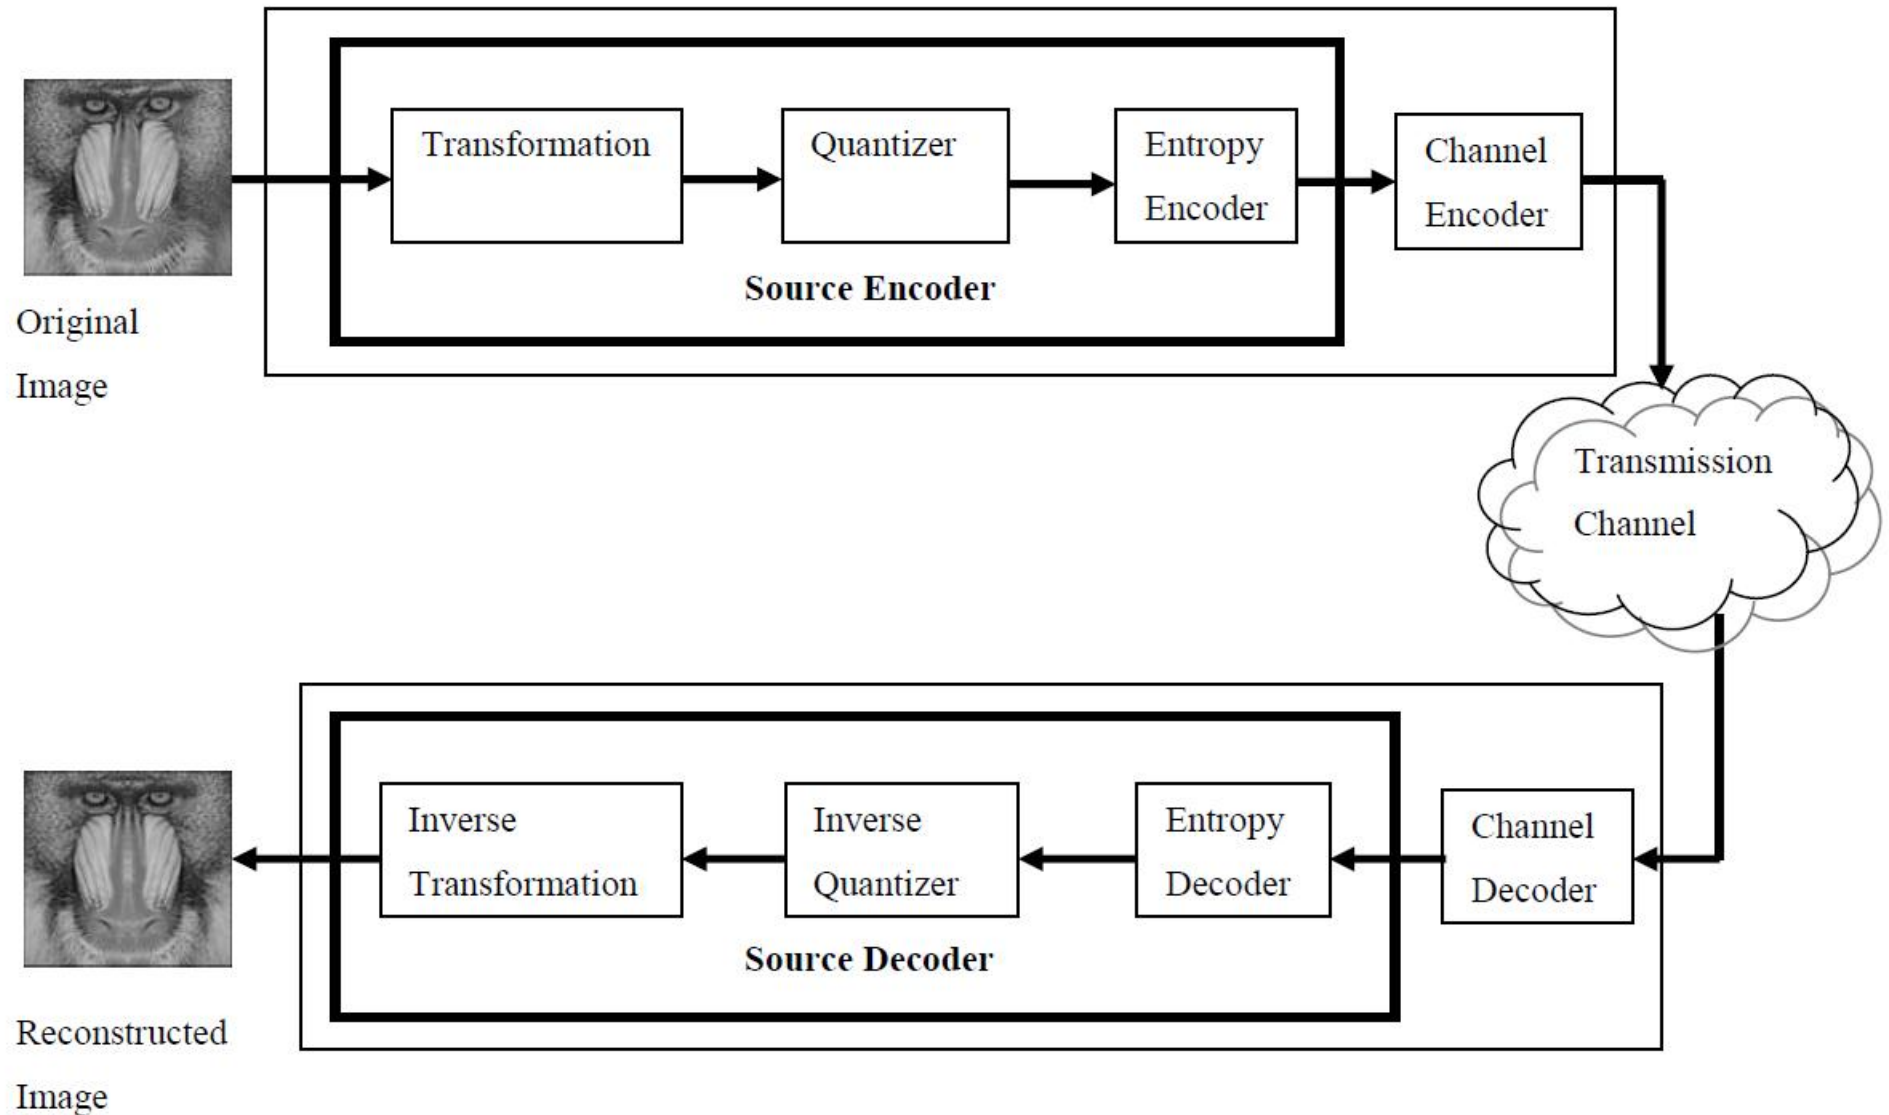 Transformation
Quantizer
Entropy
Encoder
Channel
Encoder
Source Encoder
Original
Image
Transmission
Channel
Inverse
Transformation
Inverse
Quantizer
Entropy
Decoder
Channel
Decoder
Source Decoder
Reconstructed
Image